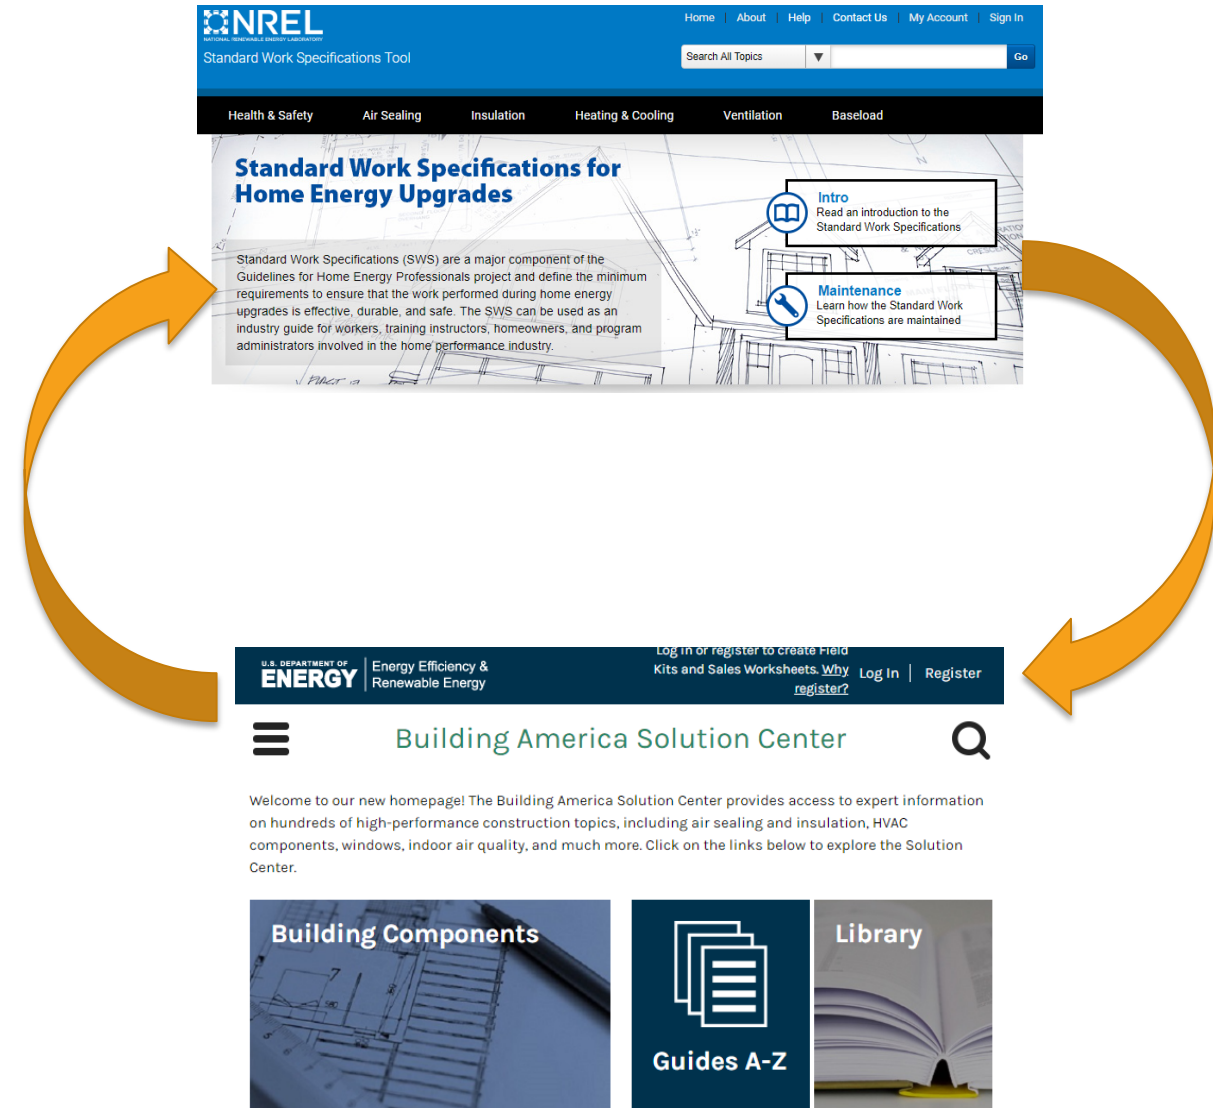 NREL
NATIONAL RENEWABLE ENERGY LABORATORY
Home About Help Contact Us My Account Sign In
Standard Work Specifications Tool
Search All Topics
Go
Health & Safety Air Sealing Insulation Heating & Cooling Ventilation Baseload
Standard Work Specifications for
Home Energy Upgrades
Standard Work Specifications (SWS) are a major component of the
Guidelines for Home Energy Professionals project and define the minimum
requirements to ensure that the work performed during home energy
upgrades is effective, durable, and safe. The SWS can be used as an
industry guide for workers, training instructors, homeowners, and program
administrators involved in the home performance industry.
Intro
Read an introduction to the
Standard Work Specifications
Maintenance
Learn how the Standard Work
Specifications are maintained
U.S. DEPARTMENT OF
ENERGY
Energy Efficiency &
Renewable Energy
Log in or register to create Field
Kits and Sales Worksheets. Why
register?
Log In | Register
Building America Solution Center
Welcome to our new homepage! The Building America Solution Center provides access to expert information
on hundreds of high-performance construction topics, including air sealing and insulation, HVAC
components, windows, indoor air quality, and much more. Click on the links below to explore the Solution
Center.
Building Components
7
Guides A-Z
Library